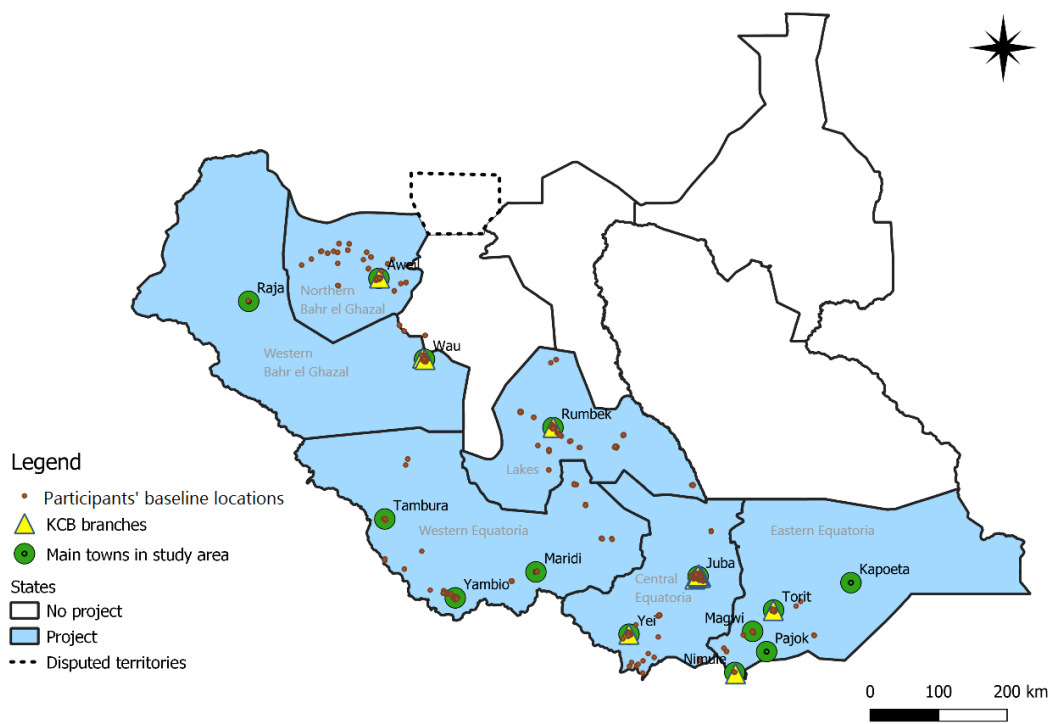 Aweil
Raja
Northern
Bahr el Ghazal
Wau
Western
Bahr el Ghazal
Rumbek
Lakes
Legend
Participants' baseline locations
KCB branches
Main towns in study area
States
No project
Project
Disputed territories
Tambura
Western Equatoria
Maridi
Yambio
Eastern Equatoria
Juba
Central
Equatoria
Kapoeta
Torit
Yei
Magwi
Pajok
Nimule
0 100 200 km